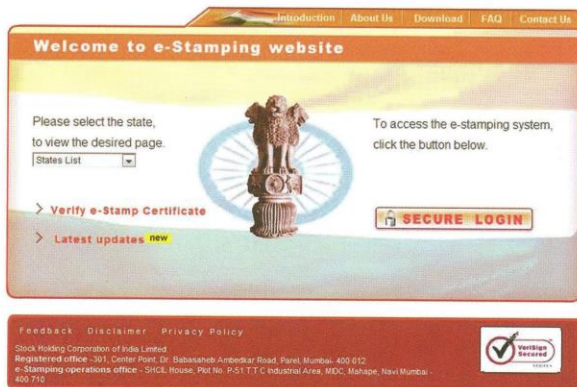 Introduction About Us Download FAQ Contact Us
Welcome to e-Stamping website
Please select the state,
to view the desired page.
States List
To access the e-stamping system,
click the button below.
> Verify e-Stamp Certificate
> Latest updates new
SECURE LOGIN
Feedback Disclaimer Privacy Policy
Stock Holding Corporation of India Limited
Registered office -301, Center Point, Dr. Babasaheb Ambedkar Road, Parel, Mumbai- 400 012
e-Stamping operations office - SHCIL House, Plot No. P-51 T T C Industrial Area, MIDC, Mahape, Navi Mumbai -
400 710
VeriSign
Secured